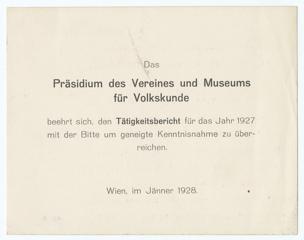 Das
Präsidium des Vereines und Museums
für Volkskunde
beehrt sich, den Tätigkeitsbericht für das Jahr 1927
mit der Bitte um geneigte Kenntnisnahme zu über-
reichen.
Wien, im Jänner 1928.